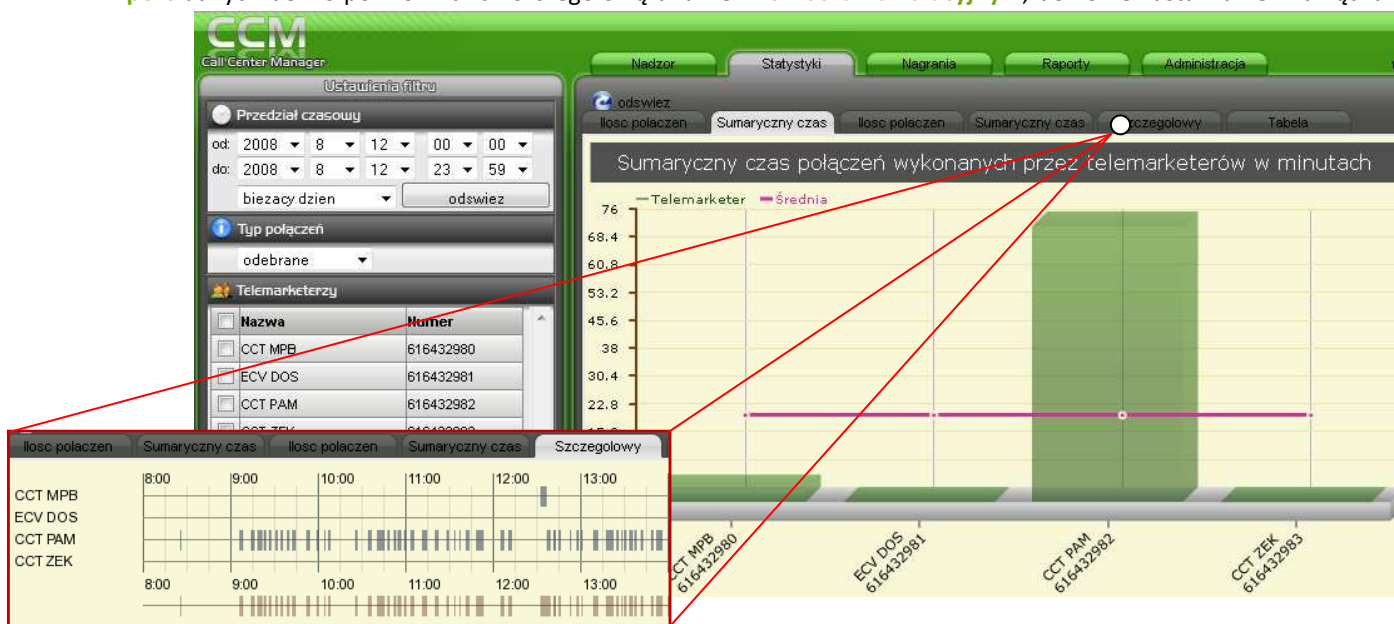 CCM
Call Center Manager
Nadzor
Statystyki
Nagrania
Raporty
Administracja
Ustawienia filtru
Przedział czasowy
od: 2008 8 12 00 00
do: 2008 8 12 23 59
biezacy dzien
odswiez
Typ połączeń
odebrane
Telemarketerzy
Nazwa Numer
CCT MPB 616432980
ECV DOS 616432981
CCT PAM 616432982
odswiez
Ilosc polaczen
Sumaryczny czas
Ilosc polaczen
Sumaryczny czas
Tabela
Sumaryczny czas połączeń wykonanych przez telemarketerów w minutach
Telemarketer Średnia
76
68.4
60.8
53.2
45.6
38
30.4
22.8
CCT MPB
616432980
ECV DOS
616432981
CCT PAM
616432982
CCT ZEK
616432983
Ilosc polaczen
Sumaryczny czas
Ilosc polaczen
Sumaryczny czas
Szczegolowy
8:00 9:00 10:00 11:00 12:00 13:00
CCT MPB
ECV DOS
CCT PAM
CCT ZEK
8:00 9:00 10:00 11:00 12:00 13:00